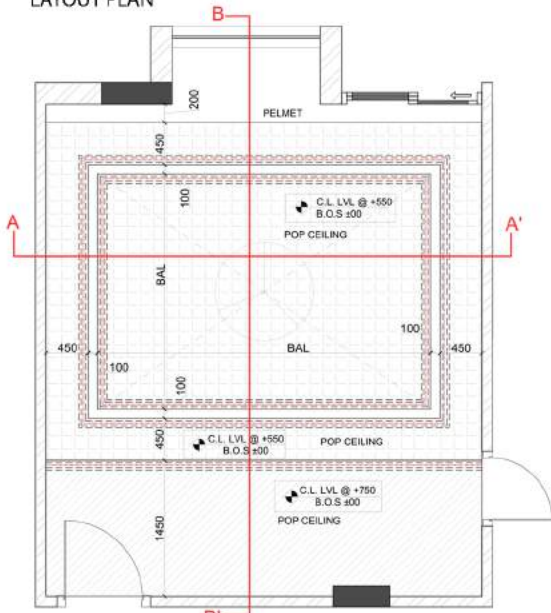 LAYOUT PLAN
B
200
PELMET
450
100
C.L. LVL @ +550
B.O.S ±00
POP CEILING
A
A'
BAL
100
450
BAL
450
100
100
450
C.L. LVL @ +550
B.O.S ±00
POP CEILING
C.L. LVL @ +750
B.O.S ±00
POP CEILING
1450
B'